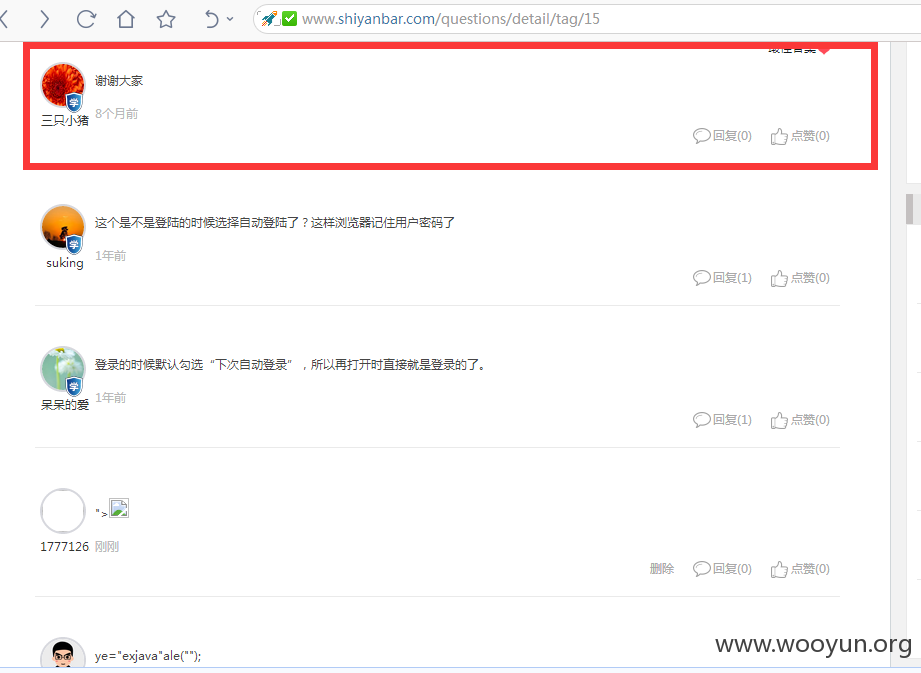 www.shiyanbar.com/questions/detail/tag/15
最佳答案
谢谢大家
学
三只小猪
8个月前
回复(0) 点赞(0)
这个是不是登陆的时候选择自动登陆了？这样浏览器记住用户密码了
学
suking
1年前
回复(1) 点赞(0)
登录的时候默认勾选“下次自动登录”，所以再打开时直接就是登录的了。
学
呆呆的爱
1年前
回复(1) 点赞(0)
">
1777126 刚刚
删除 回复(0) 点赞(0)
ye="exjava"ale("");
www.wooyun.org